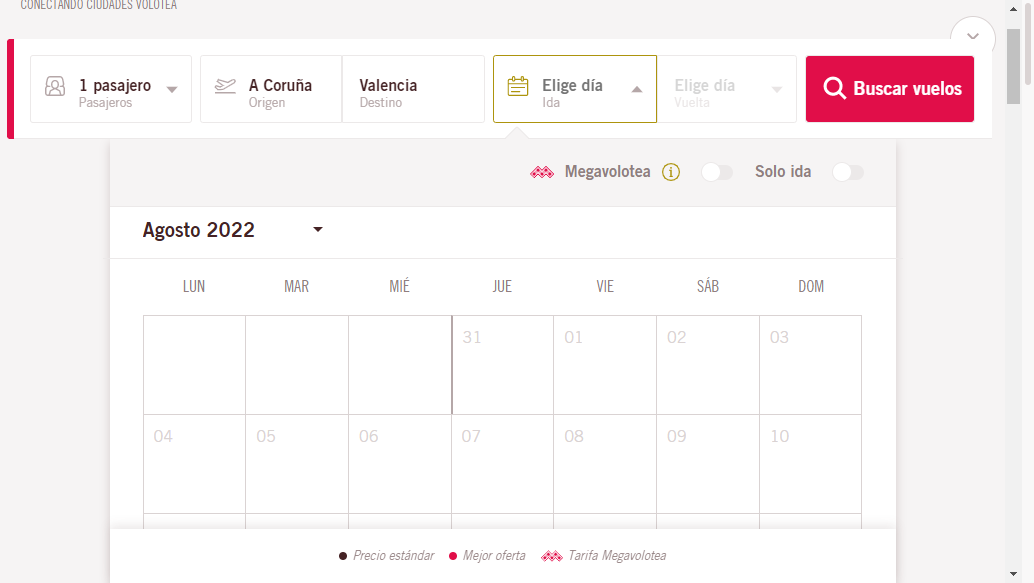 CONECTANDO CIUDADES VOLOTEA
1 pasajero
Pasajeros
A Coruña
Origen
Valencia
Destino
Elige día
Ida
Elige día
Vuelta
Buscar vuelos
Megavolotea i
Solo ida
Agosto 2022
LUN MAR MIÉ JUE VIE SÁB DOM
31 01 02 03
04 05 06 07 08 09 10
Precio estándar Mejor oferta Tarifa Megavolotea